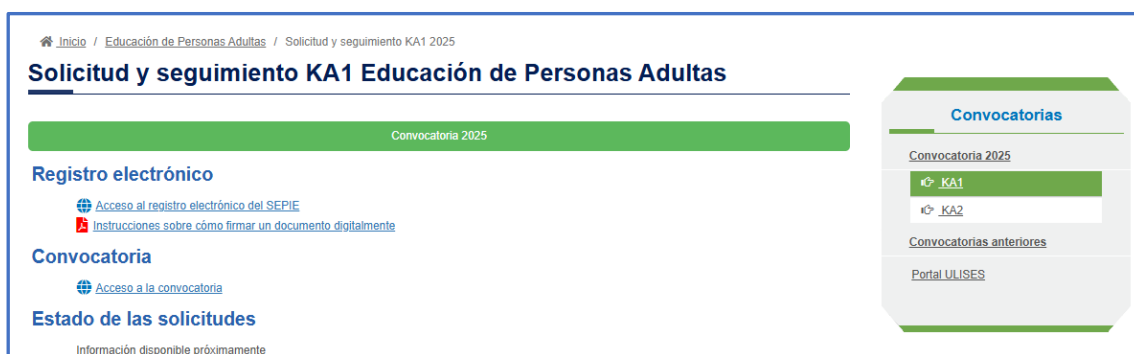 Inicio / Educación de Personas Adultas / Solicitud y seguimiento KA1 2025
Solicitud y seguimiento KA1 Educación de Personas Adultas
Convocatoria 2025
Registro electrónico
Acceso al registro electrónico del SEPIE
Instrucciones sobre cómo firmar un documento digitalmente
Convocatoria
Acceso a la convocatoria
Estado de las solicitudes
Información disponible próximamente
Convocatorias
Convocatoria 2025
KA1
KA2
Convocatorias anteriores
Portal ULISES